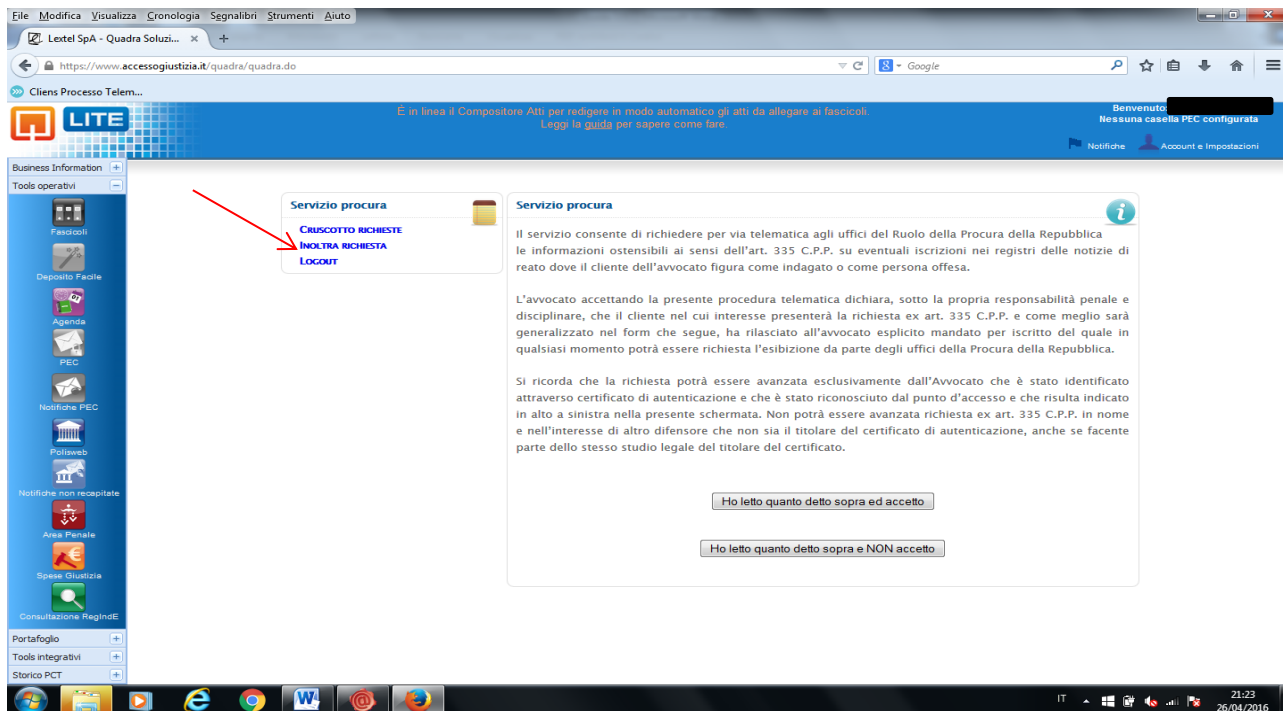 File Modifica Visualizza Cronologia Segnalibri Strumenti Aiuto
Lextel SpA - Quadra Soluzi... × +
https://www.accessogiustizia.it/quadra/quadra.do
Google
Cliens Processo Telem...
LITE
È in linea il Compositore Atti per redigere in modo automatico gli atti da allegare ai fascicoli.
Leggi la guida per sapere come fare.
Benvenuto:
Nessuna casella PEC configurata
Notifiche
Account e Impostazioni
Business Information
Tools operativi
Fascicoli
Deposito Facile
Agenda
PEC
Notifiche PEC
Polisweb
Notifiche non recapitate
Area Penale
Spese Giustizia
Consultazione RegIndE
Portafoglio
Tools integrativi
Storico PCT
Servizio procura
CRUSCOTTO RICHIESTE
INOLTRA RICHIESTA
LOGOUT
Servizio procura
Il servizio consente di richiedere per via telematica agli uffici del Ruolo della Procura della Repubblica
le informazioni ostensibili ai sensi dell'art. 335 C.P.P. su eventuali iscrizioni nei registri delle notizie di
reato dove il cliente dell'avvocato figura come indagato o come persona offesa.
L'avvocato accettando la presente procedura telematica dichiara, sotto la propria responsabilità penale e
disciplinare, che il cliente nel cui interesse presenterà la richiesta ex art. 335 C.P.P. e come meglio sarà
generalizzato nel form che segue, ha rilasciato all'avvocato esplicito mandato per iscritto del quale in
qualsiasi momento potrà essere richiesta l'esibizione da parte degli uffici della Procura della Repubblica.
Si ricorda che la richiesta potrà essere avanzata esclusivamente dall'Avvocato che è stato identificato
attraverso certificato di autenticazione e che è stato riconosciuto dal punto d'accesso e che risulta indicato
in alto a sinistra nella presente schermata. Non potrà essere avanzata richiesta ex art. 335 C.P.P. in nome
e nell'interesse di altro difensore che non sia il titolare del certificato di autenticazione, anche se facente
parte dello stesso studio legale del titolare del certificato.
Ho letto quanto detto sopra ed accetto
Ho letto quanto detto sopra e NON accetto
IT
21:23
26/04/2016